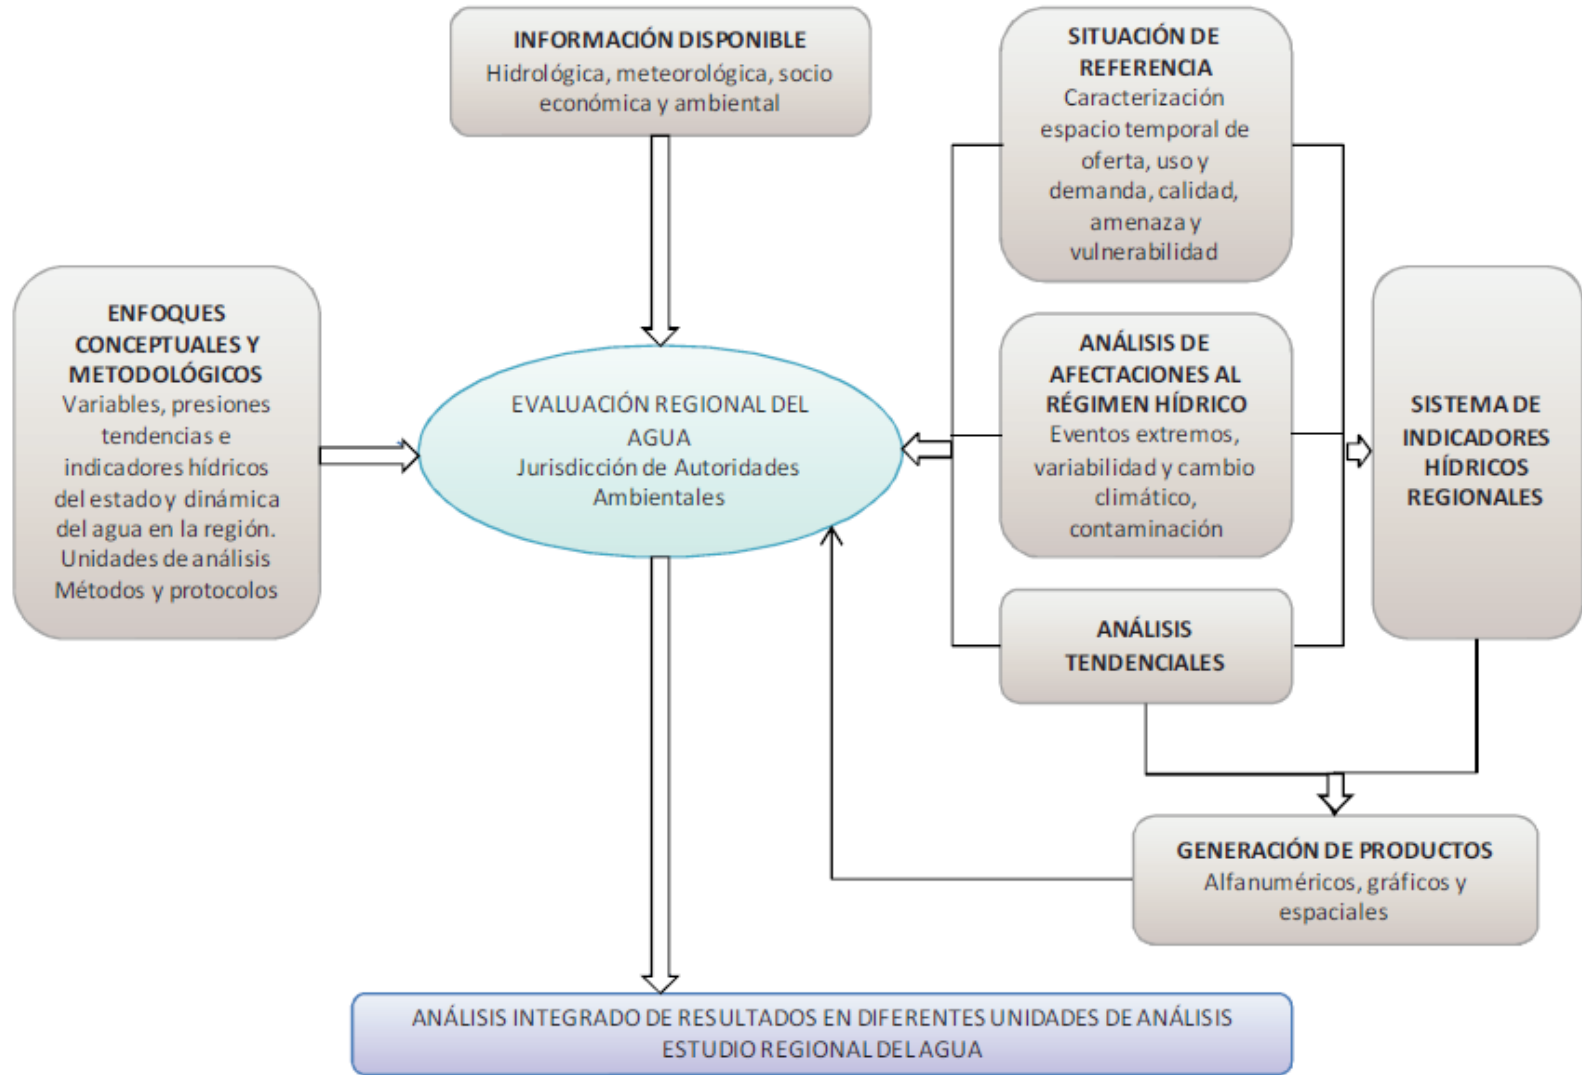 INFORMACIÓN DISPONIBLE
Hidrológica, meteorológica, socio
económica y ambiental
SITUACIÓN DE
REFERENCIA
Caracterización
espacio temporal de
oferta, uso y
demanda, calidad,
amenaza y
vulnerabilidad
ENFOQUES
CONCEPTUALES Y
METODOLÓGICOS
Variables, presiones
tendencias e
indicadores hídricos
del estado y dinámica
del agua en la región.
Unidades de análisis
Métodos y protocolos
EVALUACIÓN REGIONAL DEL
AGUA
Jurisdicción de Autoridades
Ambientales
ANÁLISIS DE
AFECTACIONES AL
RÉGIMEN HÍDRICO
Eventos extremos,
variabilidad y cambio
climático,
contaminación
SISTEMA DE
INDICADORES
HÍDRICOS
REGIONALES
ANÁLISIS
TENDENCIALES
GENERACIÓN DE PRODUCTOS
Alfanuméricos, gráficos y
espaciales
ANÁLISIS INTEGRADO DE RESULTADOS EN DIFERENTES UNIDADES DE ANÁLISIS
ESTUDIO REGIONAL DEL AGUA